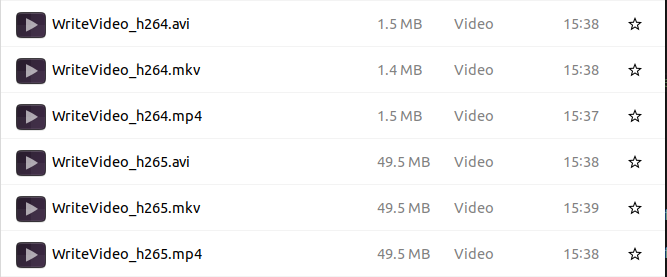 WriteVideo_h264.avi 1.5 MB Video 15:38
WriteVideo_h264.mkv 1.4 MB Video 15:38
WriteVideo_h264.mp4 1.5 MB Video 15:37
WriteVideo_h265.avi 49.5 MB Video 15:38
WriteVideo_h265.mkv 49.5 MB Video 15:39
WriteVideo_h265.mp4 49.5 MB Video 15:38